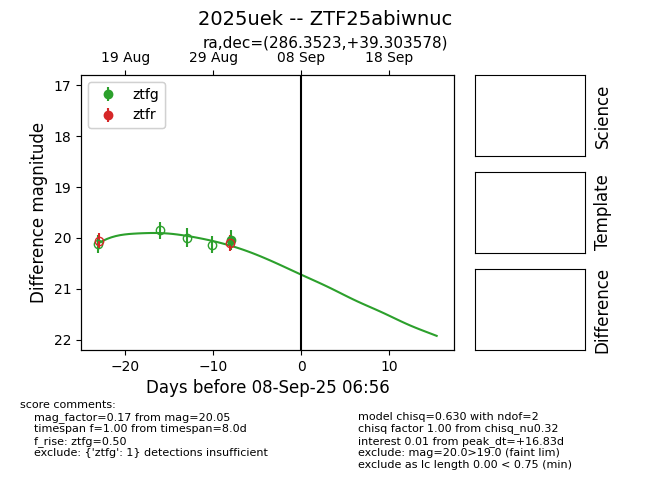 2025uek -- ZTF25abiwnuc
ra,dec=(286.3523,+39.303578)
19 Aug 29 Aug 08 Sep 18 Sep
ztfg
ztfr
17
18
19
20
21
22
Difference magnitude
−20 −10 0 10
Days before 08-Sep-25 06:56
Science
Template
Difference
score comments:
mag_factor=0.17 from mag=20.05
timespan f=1.00 from timespan=8.0d
f_rise: ztfg=0.50
exclude: {'ztfg': 1} detections insufficient
model chisq=0.630 with ndof=2
chisq factor 1.00 from chisq_nu0.32
interest 0.01 from peak_dt=+16.83d
exclude: mag=20.0>19.0 (faint lim)
exclude as lc length 0.00 < 0.75 (min)